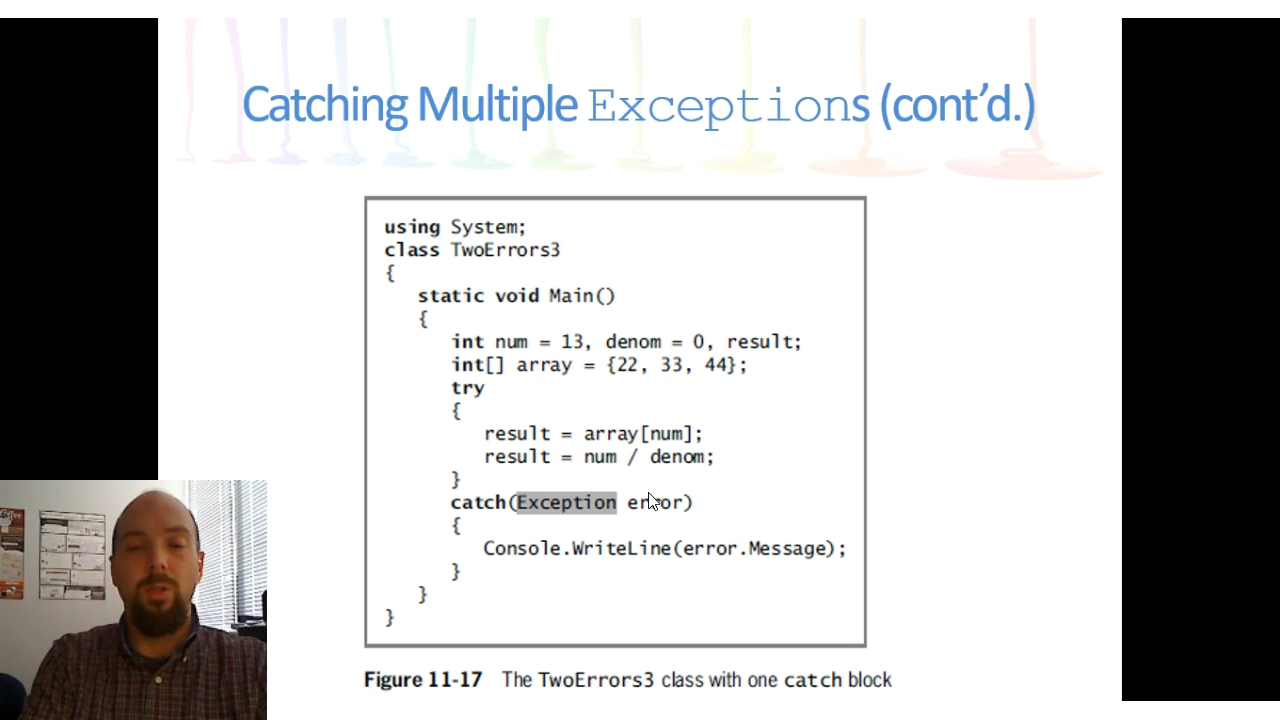 Catching Multiple Exceptions (cont'd.)
using System;
class TwoErrors3
{
static void Main()
{
int num = 13, denom = 0, result;
int[] array = {22, 33, 44};
try
{
result = array[num];
result = num / denom;
}
catch(Exception error)
{
Console.WriteLine(error.Message);
}
}
}
Figure 11-17 The TwoErrors3 class with one catch block